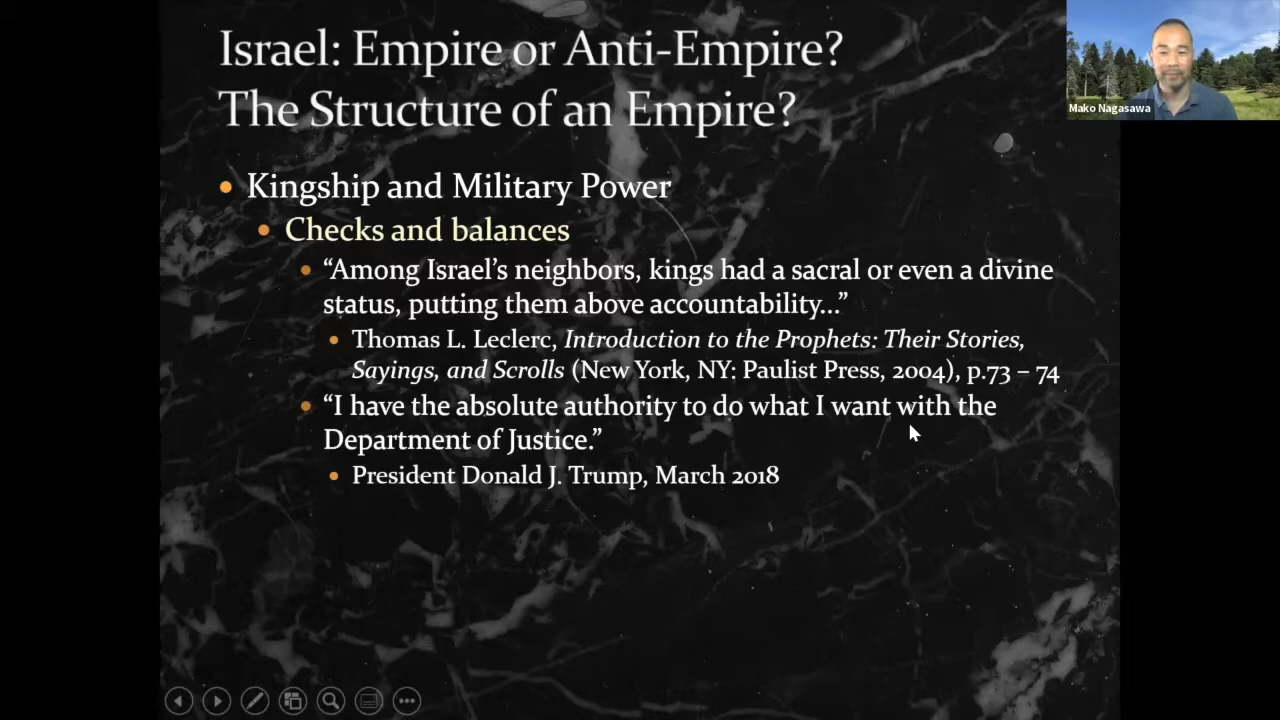 Israel: Empire or Anti-Empire?
The Structure of an Empire?
Mako Nagasawa
• Kingship and Military Power
• Checks and balances
• “Among Israel’s neighbors, kings had a sacral or even a divine
status, putting them above accountability…”
• Thomas L. Leclerc, Introduction to the Prophets: Their Stories,
Sayings, and Scrolls (New York, NY: Paulist Press, 2004), p.73 – 74
• “I have the absolute authority to do what I want with the
Department of Justice.”
• President Donald J. Trump, March 2018